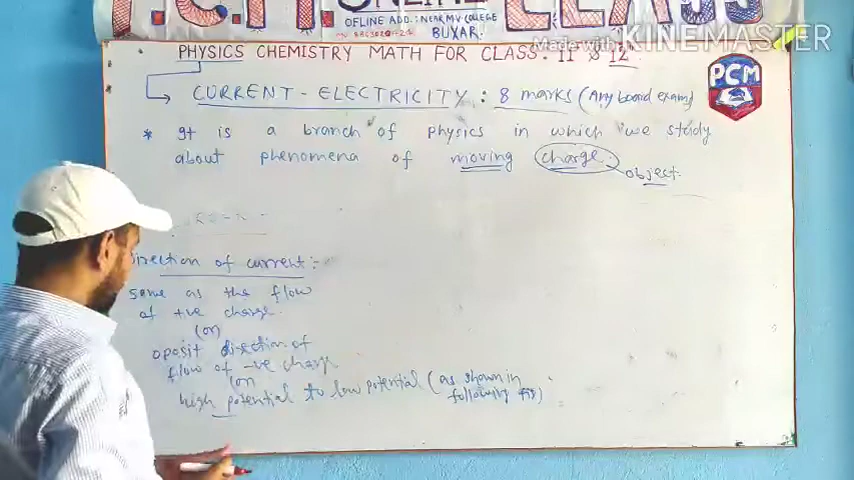 P.C.M ONLINE CLASS
OFLINE ADD.: NEAR MV COLLEGE
BUXAR.
Made with KINEMASTER
PHYSICS CHEMISTRY MATH FOR CLASS. 11 & 12
PCM
CURRENT - ELECTRICITY : 8 marks (Any board exam)
* It is a branch of physics in which we study
about phenomena of moving charge.
object.
Direction of current :-
same as the flow
of +ve charge.
(or)
oposit direction of
flow of -ve charge
(or)
high potential to low potential (as shown in
following